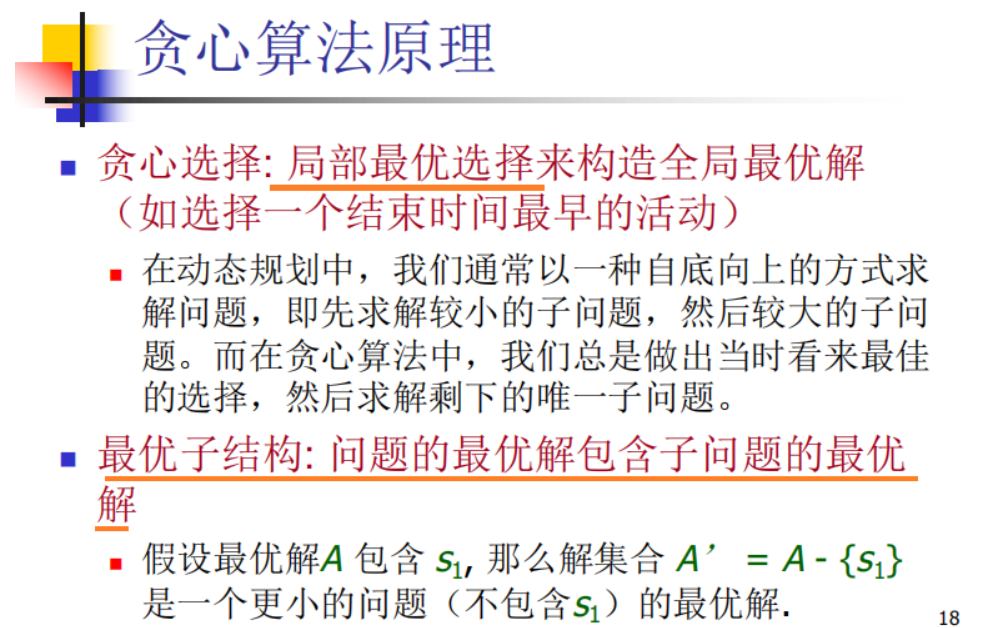 贪心算法原理
贪心选择: 局部最优选择来构造全局最优解
（如选择一个结束时间最早的活动）
在动态规划中，我们通常以一种自底向上的方式求
解问题，即先求解较小的子问题，然后较大的子问
题。而在贪心算法中，我们总是做出当时看来最佳
的选择，然后求解剩下的唯一子问题。
最优子结构: 问题的最优解包含子问题的最优
解
假设最优解A 包含 s₁, 那么解集合 A’ = A - {s₁}
是一个更小的问题（不包含s₁）的最优解.
18